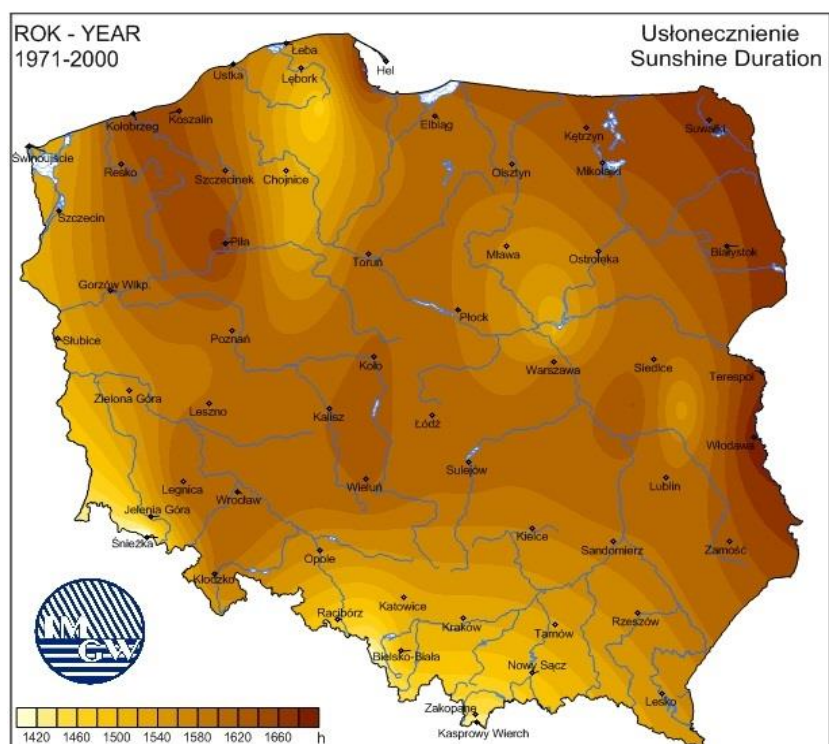 ROK - YEAR
1971-2000
Usłonecznienie
Sunshine Duration
Łeba
Hel
Ustka
Lębork
Kołobrzeg
Koszalin
Elbląg
Kętrzyn
Suwałki
Świnoujście
Resko
Szczecinek
Chojnice
Olsztyn
Mikołajki
Szczecin
Piła
Toruń
Mława
Ostrołęka
Białystok
Gorzów Wlkp.
Płock
Słubice
Poznań
Koło
Warszawa
Siedlce
Terespol
Zielona Góra
Leszno
Kalisz
Łódź
Włodawa
Sulejów
Legnica
Wrocław
Wieluń
Lublin
Jelenia Góra
Śnieżka
Opole
Kielce
Sandomierz
Zamość
Kłodzko
Racibórz
Katowice
Kraków
Tarnów
Rzeszów
IM
GW
Bielsko-Biała
Nowy Sącz
Lesko
Zakopane
Kasprowy Wierch
1420 1460 1500 1540 1580 1620 1660 h